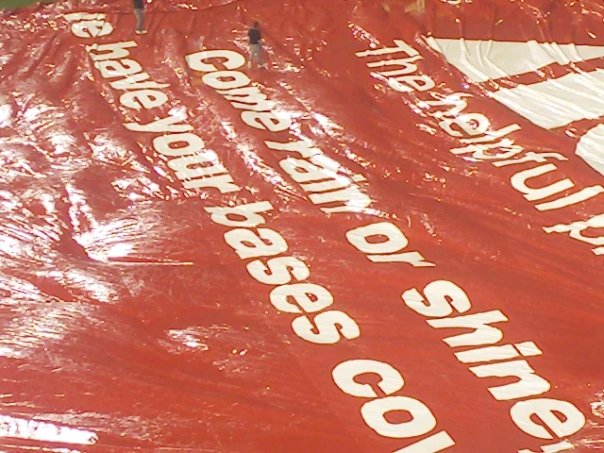 The helpful
Come rain or shine
have your bases